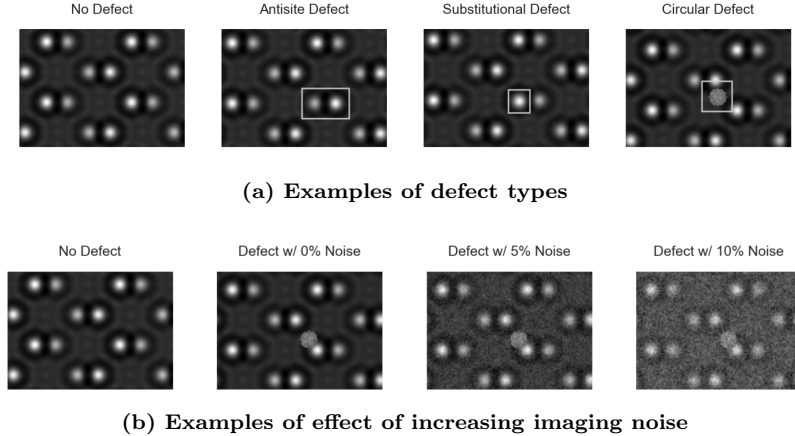 No Defect
Antisite Defect
Substitutional Defect
Circular Defect
(a) Examples of defect types
No Defect
Defect w/ 0% Noise
Defect w/ 5% Noise
Defect w/ 10% Noise
(b) Examples of effect of increasing imaging noise